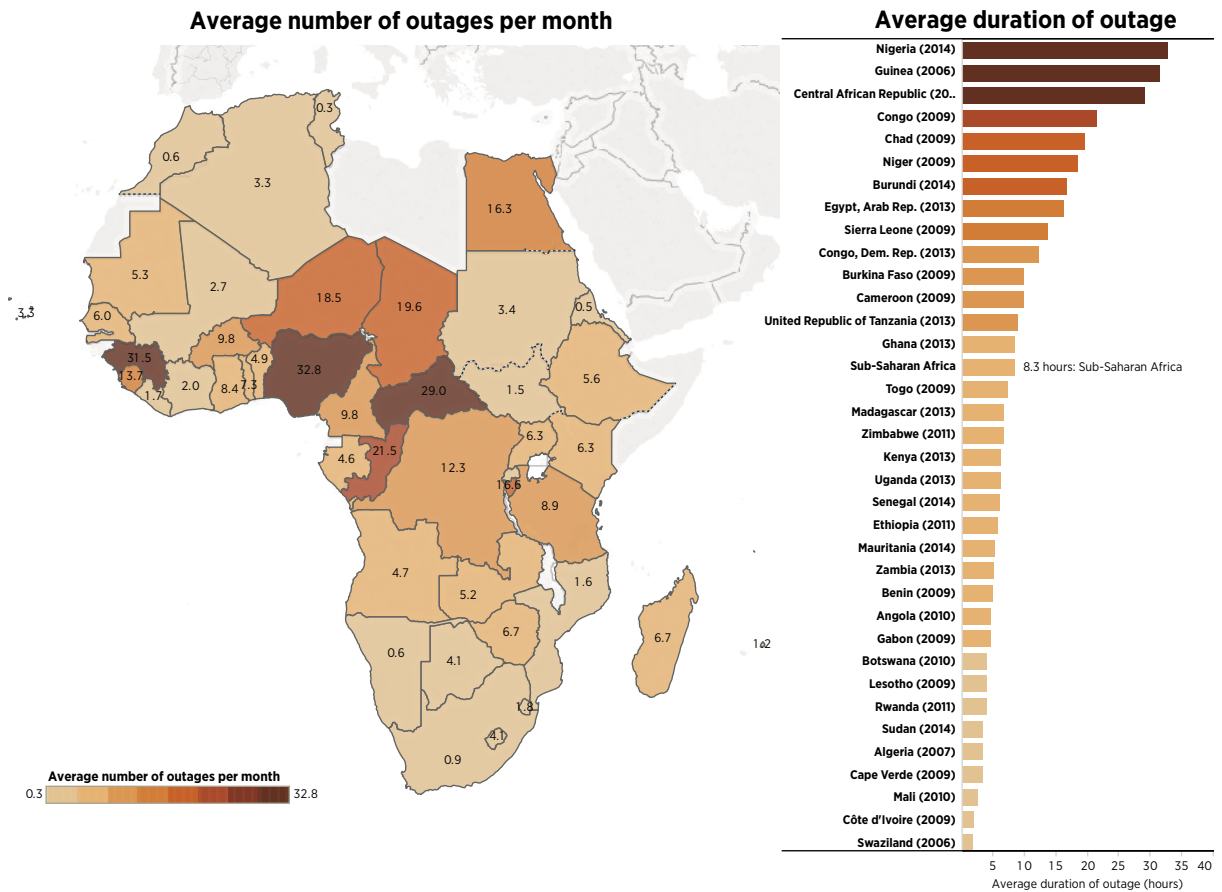 Average number of outages per month
0.3
0.6
3.3
16.3
5.3
2.7
18.5
19.6
3.4
0.5
3.3
6.0
9.8
4.9
31.5
13.7
1.7
2.0
8.4
7.3
32.8
29.0
1.5
5.6
9.8
4.6
21.5
12.3
6.3
6.3
16.6
8.9
4.7
5.2
1.6
6.7
6.7
1.2
0.6
4.1
1.8
4.1
0.9
Average number of outages per month
0.3
32.8
Average duration of outage
Nigeria (2014)
Guinea (2006)
Central African Republic (20..
Congo (2009)
Chad (2009)
Niger (2009)
Burundi (2014)
Egypt, Arab Rep. (2013)
Sierra Leone (2009)
Congo, Dem. Rep. (2013)
Burkina Faso (2009)
Cameroon (2009)
United Republic of Tanzania (2013)
Ghana (2013)
Sub-Saharan Africa 8.3 hours: Sub-Saharan Africa
Togo (2009)
Madagascar (2013)
Zimbabwe (2011)
Kenya (2013)
Uganda (2013)
Senegal (2014)
Ethiopia (2011)
Mauritania (2014)
Zambia (2013)
Benin (2009)
Angola (2010)
Gabon (2009)
Botswana (2010)
Lesotho (2009)
Rwanda (2011)
Sudan (2014)
Algeria (2007)
Cape Verde (2009)
Mali (2010)
Côte d'Ivoire (2009)
Swaziland (2006)
5 10 15 20 25 30 35 40
Average duration of outage (hours)